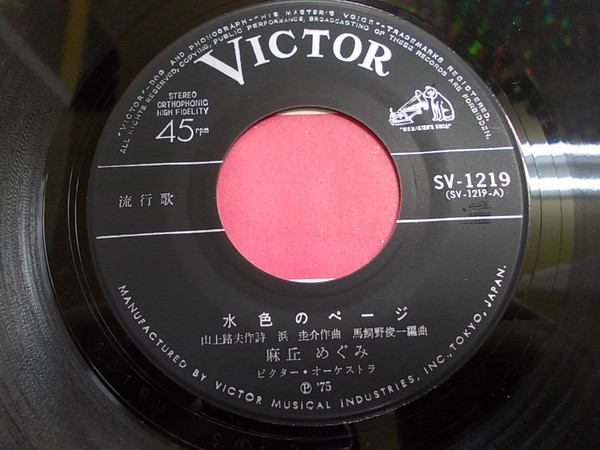 "VICTOR"-DOG AND PHONOGRAPH-"HIS MASTER'S VOICE"-TRADEMARKS REGISTERED.
ALL RIGHTS RESERVED, COPYING, PUBLIC PERFORMANCE, BROADCASTING OF THESE RECORDS ARE FORBIDDEN.
VICTOR
STEREO
ORTHOPHONIC
HIGH FIDELITY
45rpm
"HIS MASTER'S VOICE"
流行歌
SV-1219
(SV-1219-A)
水色のページ
山上路夫作詩 浜 圭介作曲 馬飼野俊一編曲
麻丘 めぐみ
ビクター・オーケストラ
Ⓟ '75
MANUFACTURED BY VICTOR MUSICAL INDUSTRIES, INC., TOKYO, JAPAN.